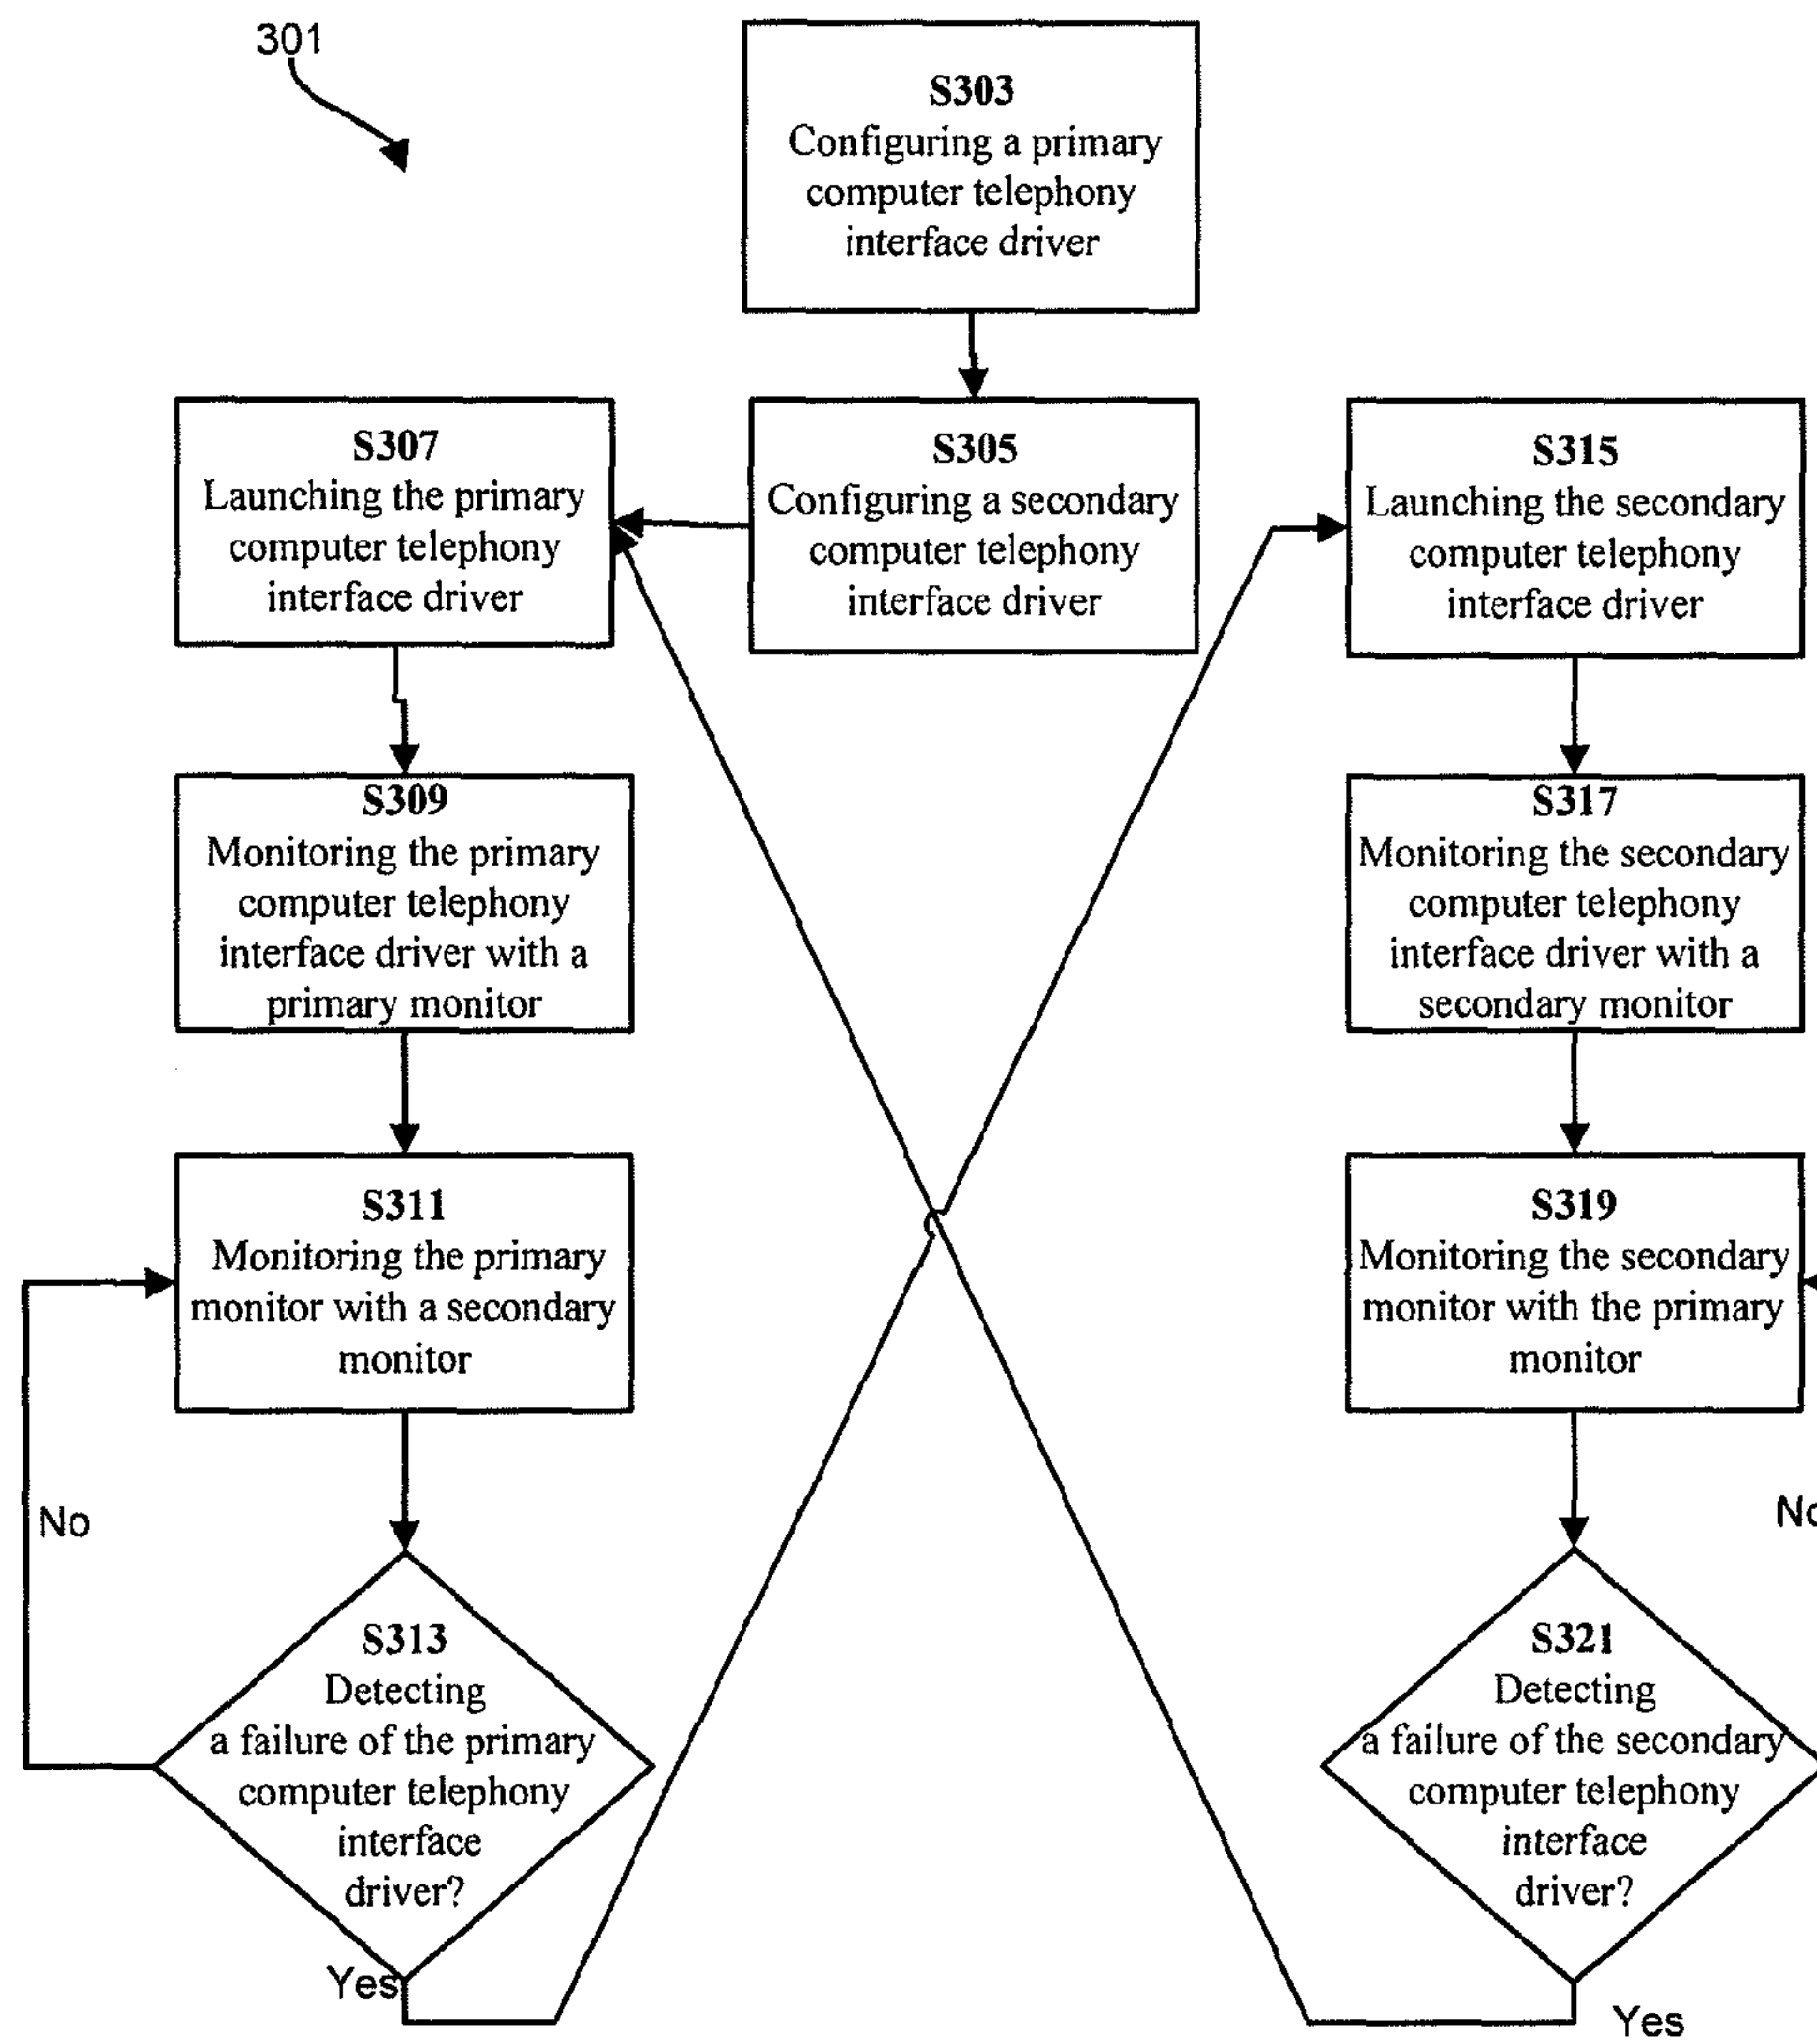 301
S303
Configuring a primary
computer telephony
interface driver
S307
Launching the primary
computer telephony
interface driver
S305
Configuring a secondary
computer telephony
interface driver
S315
Launching the secondary
computer telephony
interface driver
S309
Monitoring the primary
computer telephony
interface driver with a
primary monitor
S317
Monitoring the secondary
computer telephony
interface driver with a
secondary monitor
S311
Monitoring the primary
monitor with a secondary
monitor
S319
Monitoring the secondary
monitor with the primary
monitor
No
No
S313
Detecting
a failure of the primary
computer telephony
interface
driver?
S321
Detecting
a failure of the secondary
computer telephony
interface
driver?
Yes
Yes